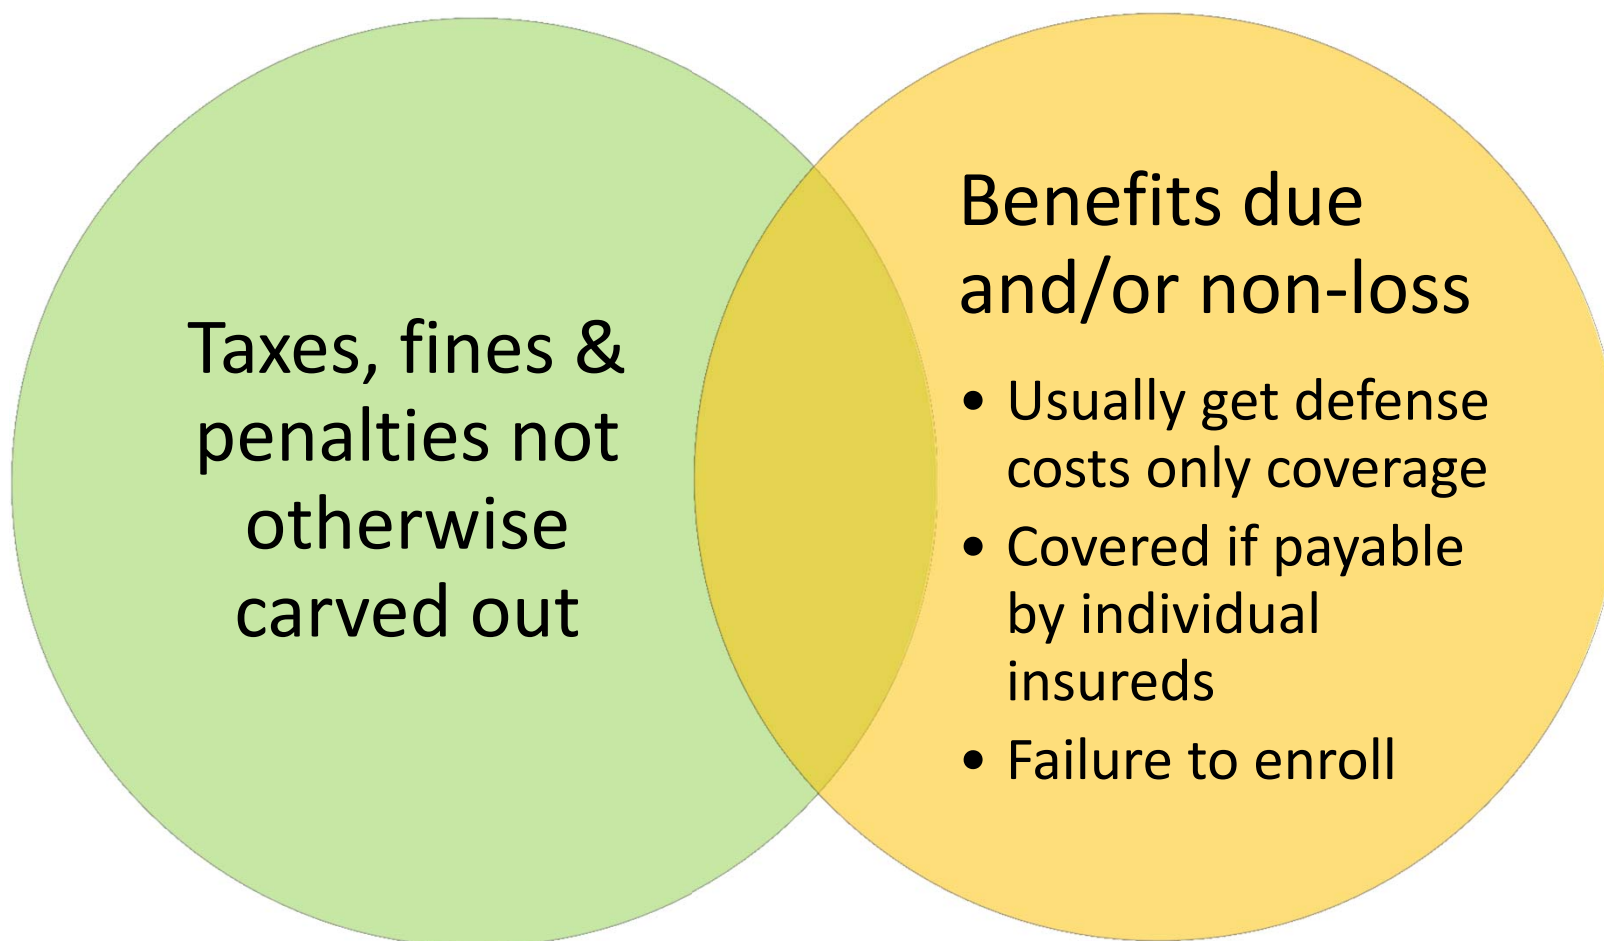 Taxes, fines &
penalties not
otherwise
carved out
Benefits due
and/or non-loss
• Usually get defense
costs only coverage
• Covered if payable
by individual
insureds
• Failure to enroll